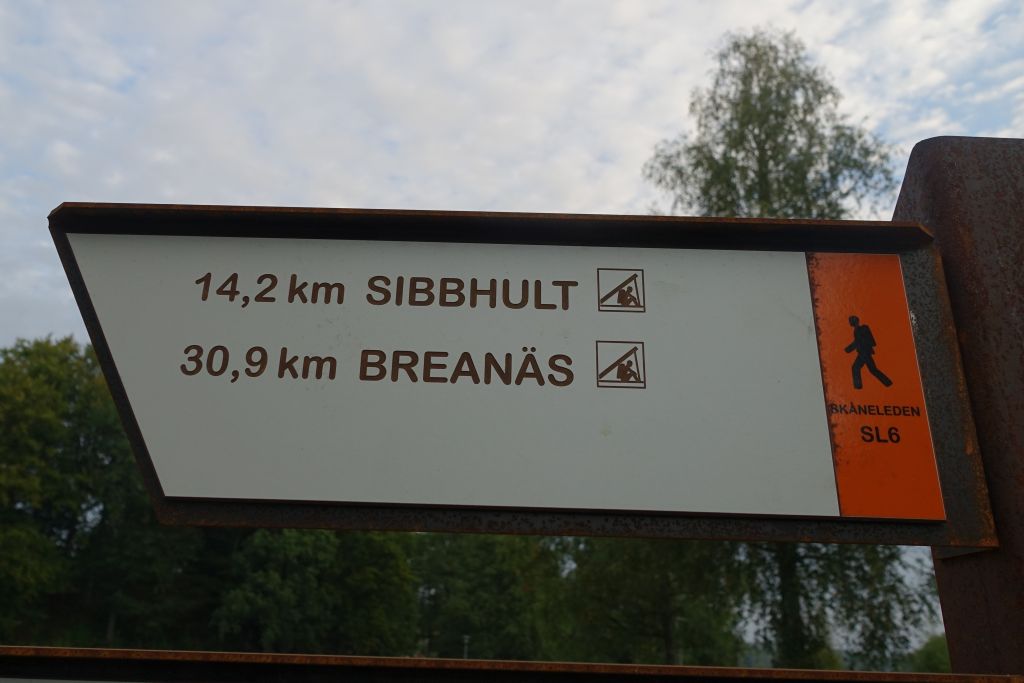 14,2 km SIBBHULT
30,9 km BREANÄS
SKÅNELEDEN
SL6